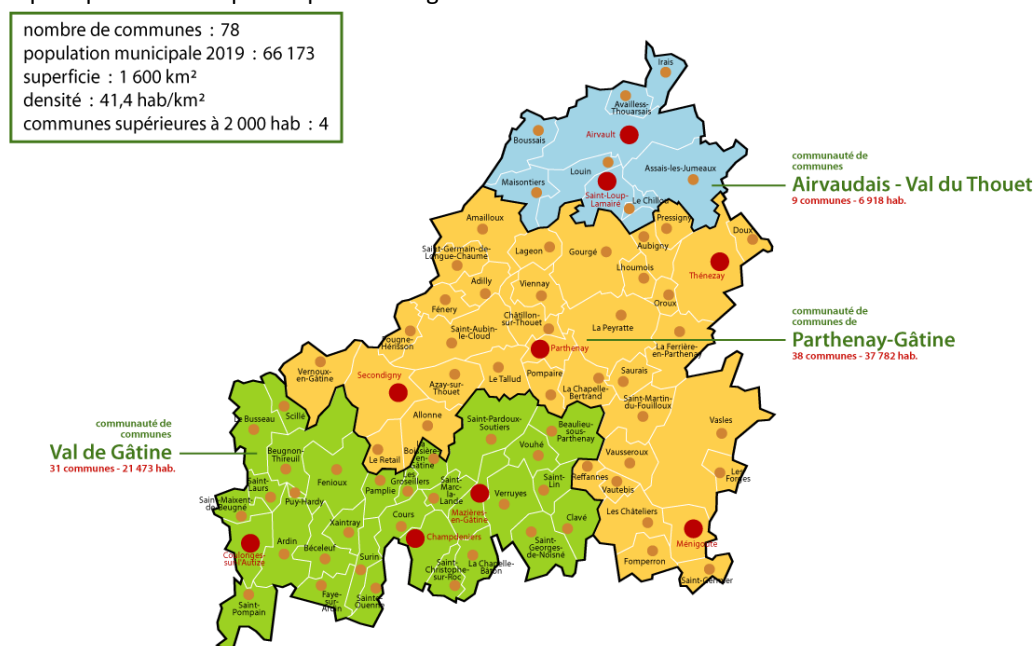 nombre de communes : 78
population municipale 2019 : 66 173
superficie : 1 600 km²
densité : 41,4 hab/km²
communes supérieures à 2 000 hab : 4
Irais
Availless-
Thouarsais
Airvault
Boussais
Louin
Assais-les-Jumeaux
Maisontiers
Saint-Loup-
Lamairé
Le Chillou
communauté de
communes
Airvaudais - Val du Thouet
9 communes - 6 918 hab.
Amailloux
Pressigny
Doux
Aubigny
Saint-Germain-de-
Longue-Chaume
Lageon
Gourgé
Lhoumois
Thénezay
Adilly
Viennay
Oroux
Fénery
Châtillon-
sur-Thouet
La Peyratte
Saint-Aubin-
le-Cloud
Pougne-
Hérisson
Parthenay
La Ferrière-
en-Parthenay
communauté de
communes de
Parthenay-Gâtine
38 communes - 37 782 hab.
Vernoux-
en-Gâtine
Secondigny
Azay-sur-
Thouet
Le Tallud
Pompaire
Saurais
La Chapelle-
Bertrand
Saint-Martin-
du-Fouilloux
Allonne
Vasles
Le Busseau
Scillé
Saint-Pardoux-
Soutiers
Beaulieu-
sous-
Parthenay
communauté de
communes
Val de Gâtine
31 communes - 21 473 hab.
Beugnon-
Thireuil
Le Retail
La
Boissière-
en-
Gâtine
Vouhé
Vausseroux
Reffannes
Les
Forges
Fenioux
Pamplie
Les
Groseillers
Saint-
Marc-
la-
Lande
Saint-
Lin
Vautebis
Saint-
Laurs
Puy-Hardy
Verruyes
Saint-Maixent-
de-Beugné
Mazières-
en-Gâtine
Cours
Xaintray
Clavé
Les Châteliers
Champdeniers
Ménigoute
Coulonges-
sur-l'Autize
Ardin
Béceleuf
Surin
Saint-
Georges-
de-Noisné
Fomperron
Saint-
Christophe-
sur-Roc
La Chapelle-
Bâton
Saint-Germier
Faye-
sur-
Ardin
Sainte-
Ouenne
Saint-
Pompain